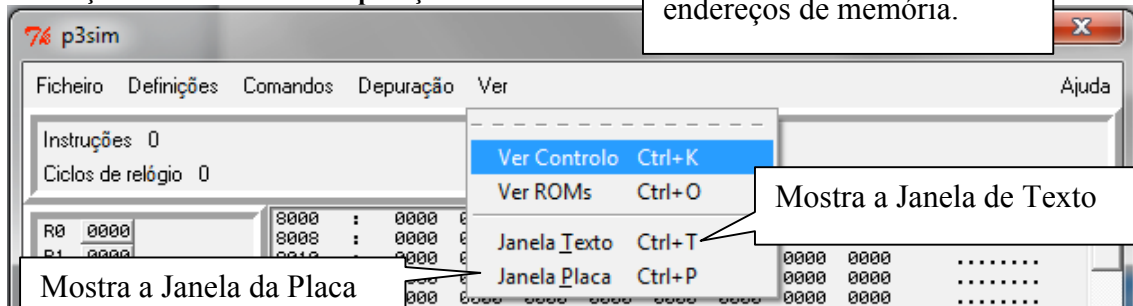 endereços de memória.
p3sim
Ficheiro Definições Comandos Depuração Ver Ajuda
Instruções 0
Ciclos de relógio 0
Ver Controlo Ctrl+K
Ver ROMs Ctrl+O
Mostra a Janela de Texto
R0 0000
8000 : 0000
8008 : 0000
Janela Texto Ctrl+T
0000 0000 ........
Janela Placa Ctrl+P
0000 0000 ........
Mostra a Janela da Placa
0000 0000 ........